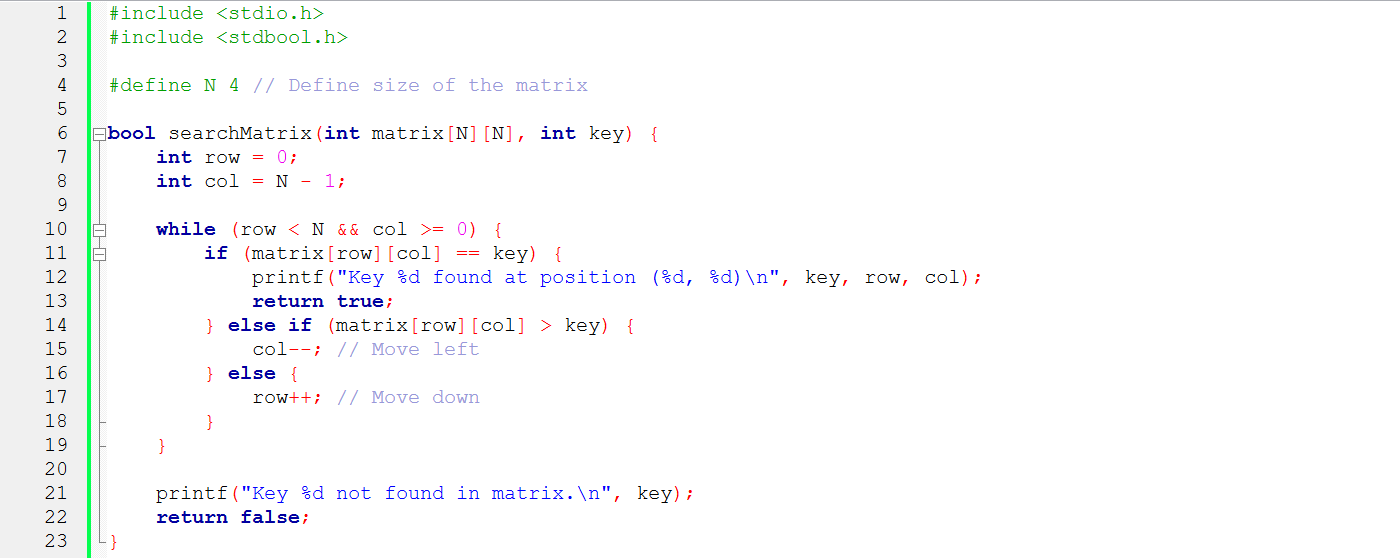 1 #include <stdio.h>
2 #include <stdbool.h>
3
4 #define N 4 // Define size of the matrix
5
6 bool searchMatrix(int matrix[N][N], int key) {
7     int row = 0;
8     int col = N - 1;
9
10     while (row < N && col >= 0) {
11         if (matrix[row][col] == key) {
12             printf("Key %d found at position (%d, %d)\n", key, row, col);
13             return true;
14         } else if (matrix[row][col] > key) {
15             col--; // Move left
16         } else {
17             row++; // Move down
18         }
19     }
20
21     printf("Key %d not found in matrix.\n", key);
22     return false;
23 }